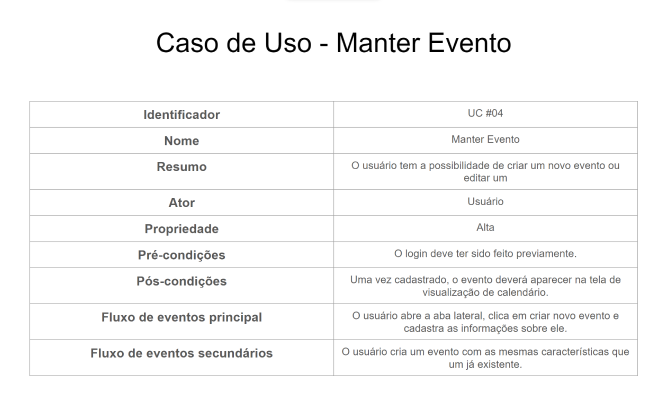 Caso de Uso - Manter Evento
Identificador
UC #04
Nome
Manter Evento
Resumo
O usuário tem a possibilidade de criar um novo evento ou
editar um
Ator
Usuário
Propriedade
Alta
Pré-condições
O login deve ter sido feito previamente.
Pós-condições
Uma vez cadastrado, o evento deverá aparecer na tela de
visualização de calendário.
Fluxo de eventos principal
O usuário abre a aba lateral, clica em criar novo evento e
cadastra as informações sobre ele.
Fluxo de eventos secundários
O usuário cria um evento com as mesmas características que
um já existente.